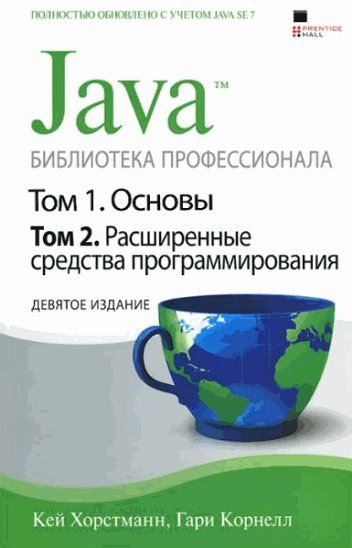 ПОЛНОСТЬЮ ОБНОВЛЕНО С УЧЕТОМ JAVA SE 7
PRENTICE
HALL
Java™
БИБЛИОТЕКА ПРОФЕССИОНАЛА
Том 1. Основы
Том 2. Расширенные
средства программирования
ДЕВЯТОЕ ИЗДАНИЕ
Кей Хорстманн, Гари Корнелл